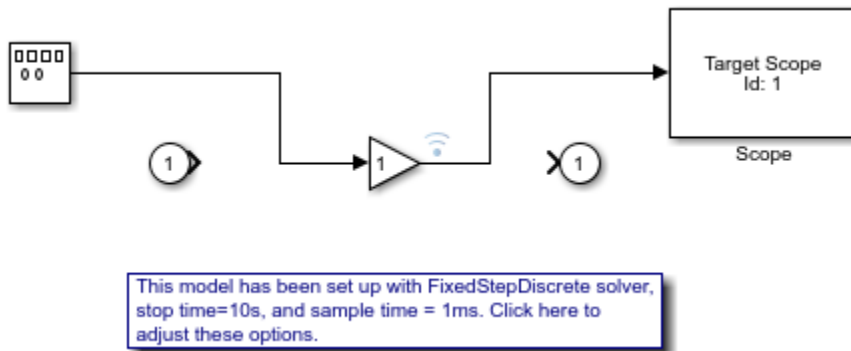 Target Scope
Id: 1
Scope
1
1
1
This model has been set up with FixedStepDiscrete solver,
stop time=10s, and sample time = 1ms. Click here to
adjust these options.